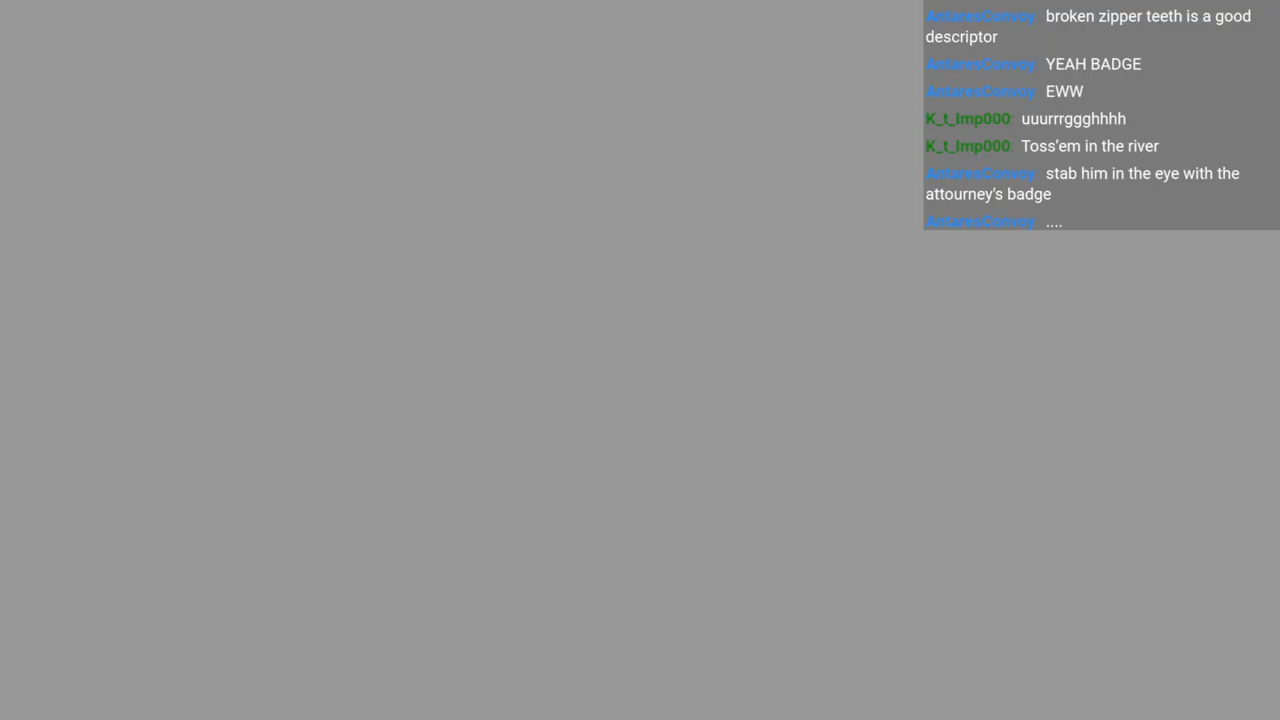 AntaresConvoy: broken zipper teeth is a good
descriptor
AntaresConvoy: YEAH BADGE
AntaresConvoy: EWW
K_t_Imp000: uuurrrggghhhh
K_t_Imp000: Toss'em in the river
AntaresConvoy: stab him in the eye with the
attourney's badge
AntaresConvoy: ....